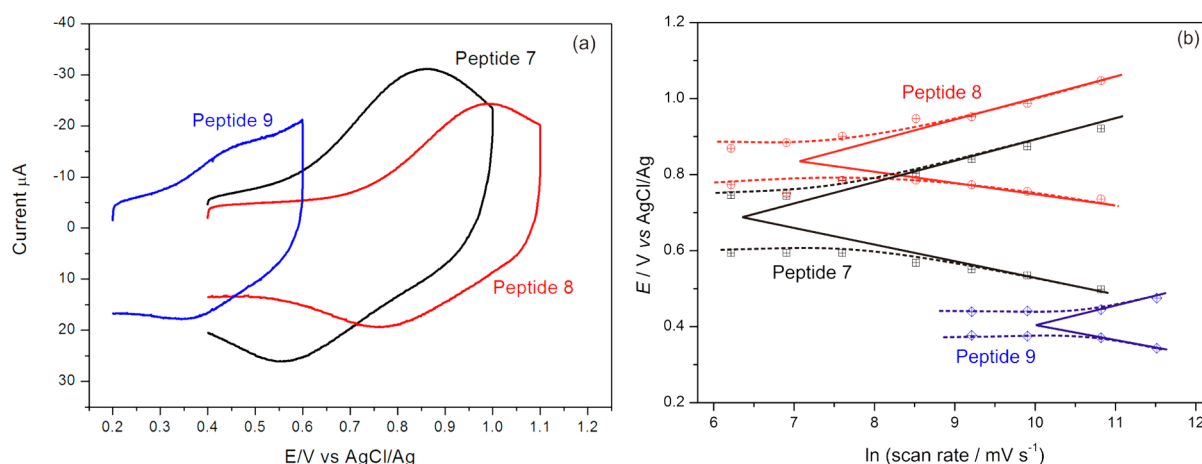 (a)
-40
-30
-20
-10
0
10
20
30
Current µA
Peptide 7
Peptide 9
Peptide 8
0.2 0.3 0.4 0.5 0.6 0.7 0.8 0.9 1.0 1.1 1.2
E/V vs AgCl/Ag
(b)
1.2
1.0
0.8
0.6
0.4
0.2
E / V vs AgCl/Ag
Peptide 8
Peptide 7
Peptide 9
6 7 8 9 10 11 12
ln (scan rate / mV s⁻¹)